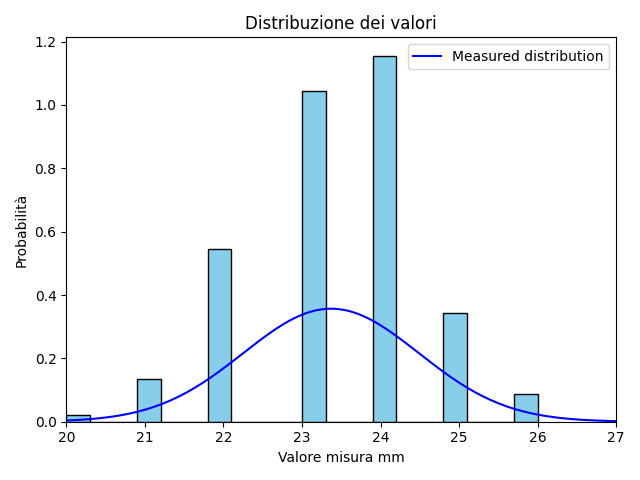 Distribuzione dei valori
Measured distribution
1.2
1.0
0.8
0.6
0.4
0.2
0.0
Probabilità
20 21 22 23 24 25 26 27
Valore misura mm